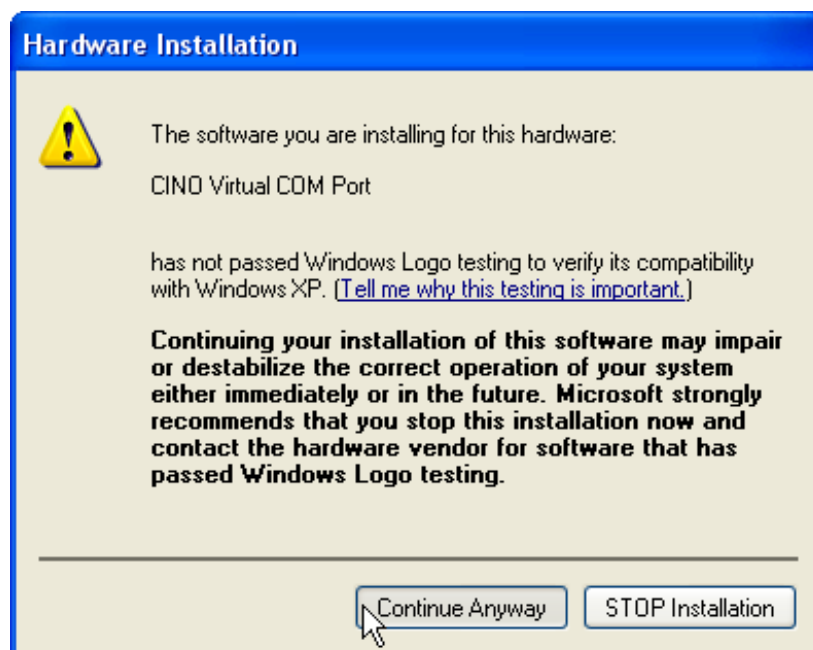 Hardware Installation
The software you are installing for this hardware:
CINO Virtual COM Port
has not passed Windows Logo testing to verify its compatibility
with Windows XP. (Tell me why this testing is important.)
Continuing your installation of this software may impair
or destabilize the correct operation of your system
either immediately or in the future. Microsoft strongly
recommends that you stop this installation now and
contact the hardware vendor for software that has
passed Windows Logo testing.
Continue Anyway
STOP Installation